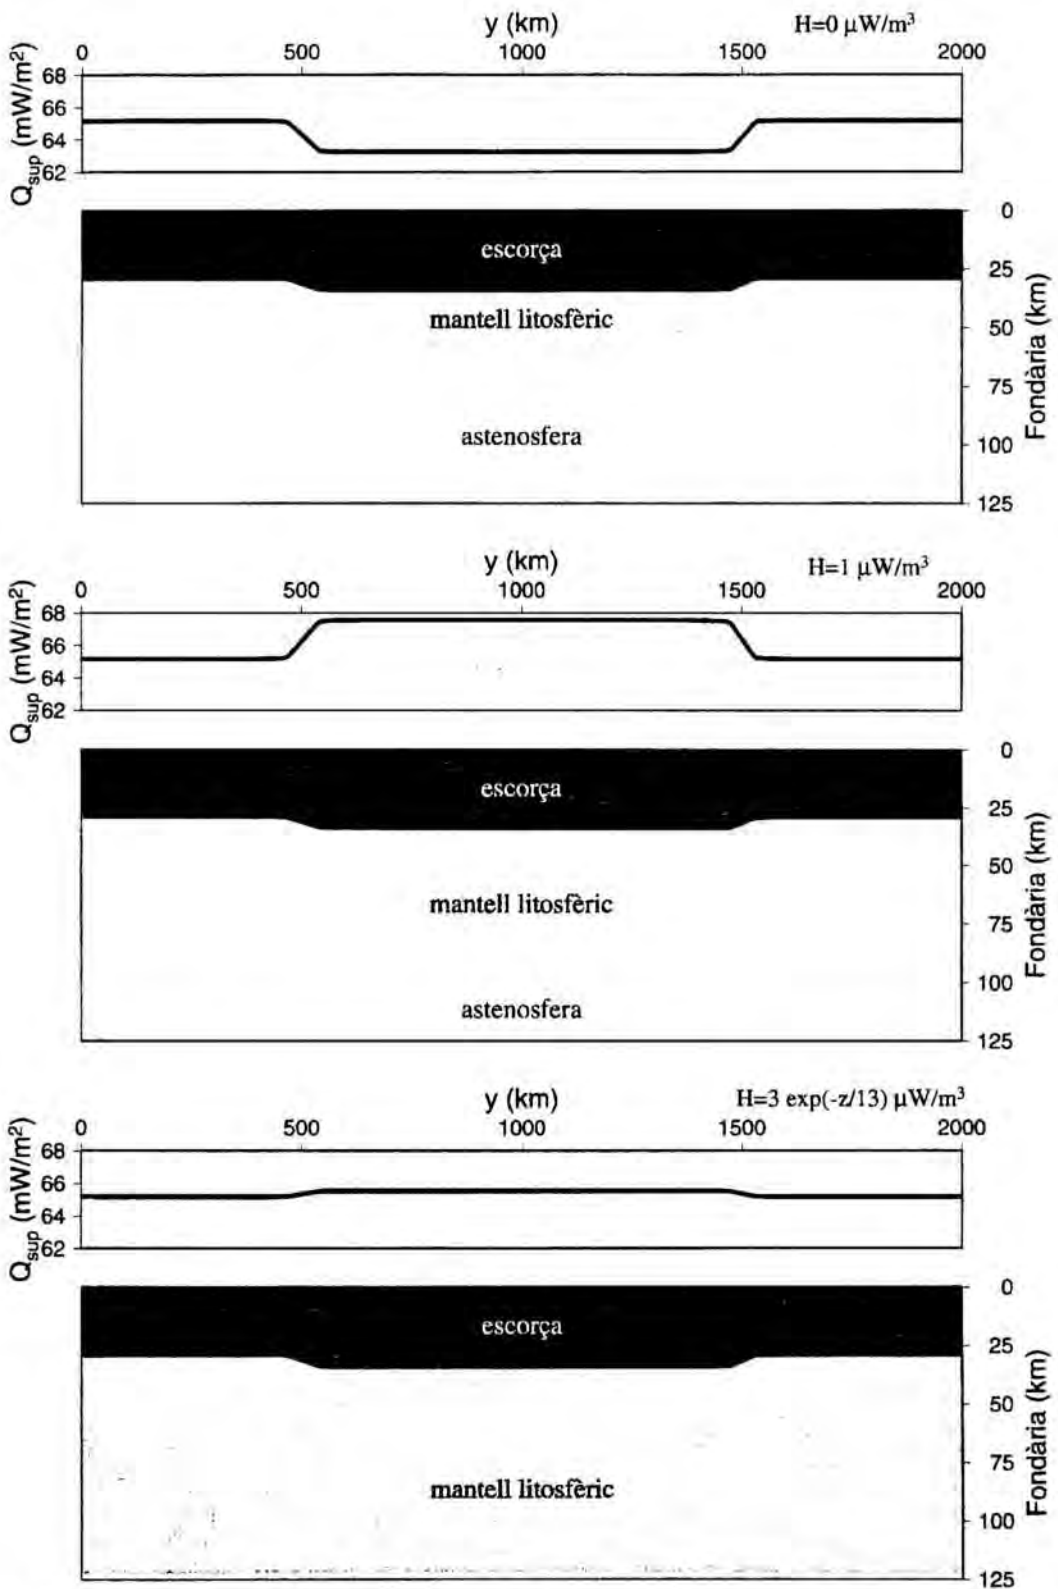 y (km)
H=0 μW/m³
0 500 1000 1500 2000
Qsup (mW/m²)
68
66
64
62
escorça
mantell litosfèric
astenosfera
0
25
50
75
100
125
Fondària (km)
y (km)
H=1 μW/m³
0 500 1000 1500 2000
Qsup (mW/m²)
68
66
64
62
escorça
mantell litosfèric
astenosfera
0
25
50
75
100
125
Fondària (km)
y (km)
H=3 exp(-z/13) μW/m³
0 500 1000 1500 2000
Qsup (mW/m²)
68
66
64
62
escorça
mantell litosfèric
0
25
50
75
100
125
Fondària (km)